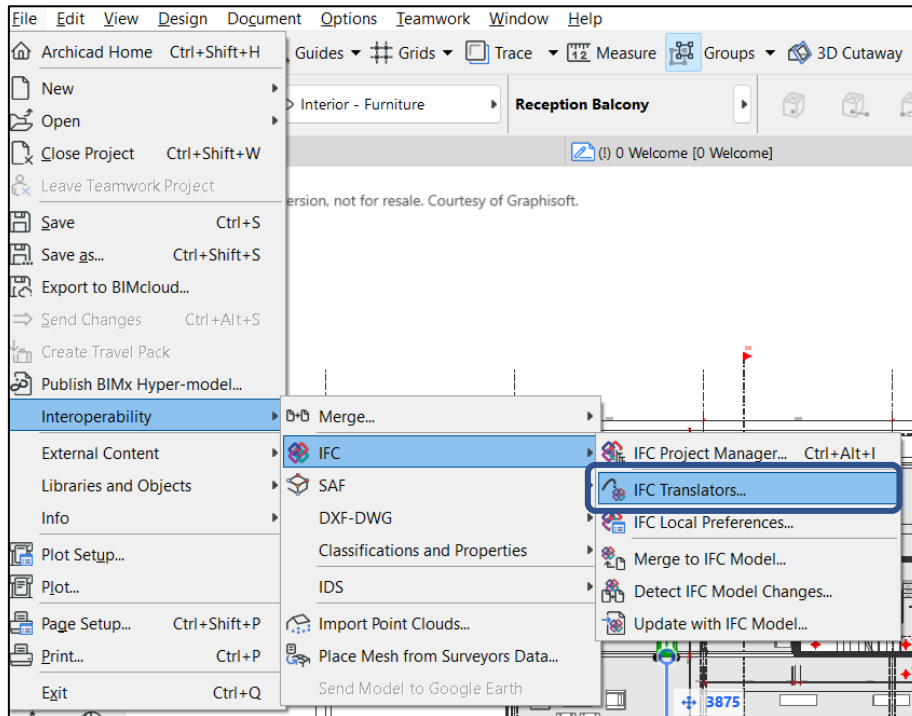 File Edit View Design Document Options Teamwork Window Help
Archicad Home Ctrl+Shift+H
Guides Grids Trace Measure Groups 3D Cutaway
New
Interior - Furniture Reception Balcony
Open
Close Project Ctrl+Shift+W
(!) 0 Welcome [0 Welcome]
Leave Teamwork Project
ersion, not for resale. Courtesy of Graphisoft.
Save Ctrl+S
Save as... Ctrl+Shift+S
Export to BIMcloud...
Send Changes Ctrl+Alt+S
Create Travel Pack
Publish BIMx Hyper-model...
Interoperability
External Content
Libraries and Objects
Info
Plot Setup...
Plot...
Page Setup... Ctrl+Shift+P
Print... Ctrl+P
Exit Ctrl+Q
Merge...
IFC
SAF
DXF-DWG
Classifications and Properties
IDS
Import Point Clouds...
Place Mesh from Surveyors Data...
Send Model to Google Earth
IFC Project Manager... Ctrl+Alt+I
IFC Translators...
IFC Local Preferences...
Merge to IFC Model...
Detect IFC Model Changes...
Update with IFC Model...
3875